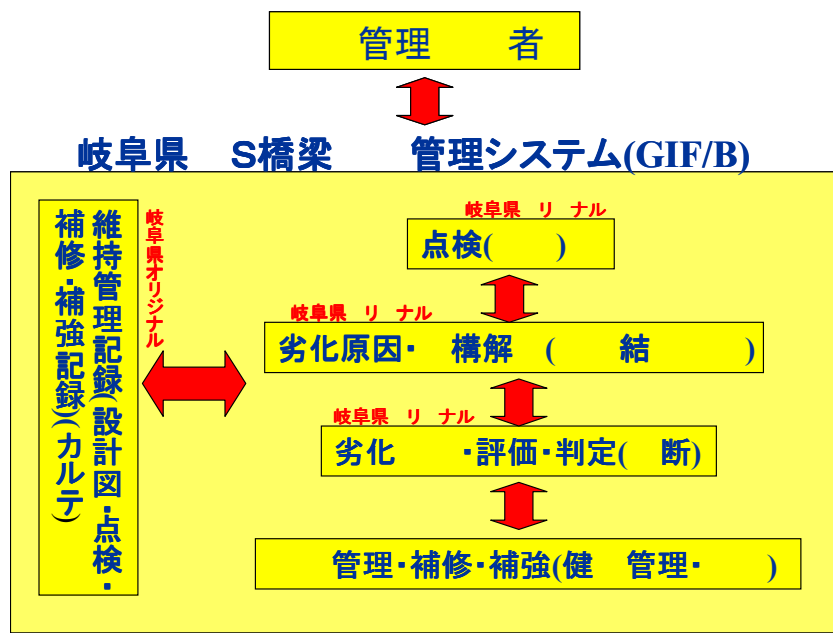 管理　　者
岐阜県　S橋梁　　管理システム(GIF/B)
維持管理記録(設計図・点検・
補修・補強記録)(カルテ)
岐阜県オリジナル
岐阜県　リ　ナル
点検(　　)
岐阜県　リ　ナル
劣化原因・　構解　(　　結　　　)
岐阜県　リ　ナル
劣化　　・評価・判定(　断)
管理・補修・補強(健　管理・　　)